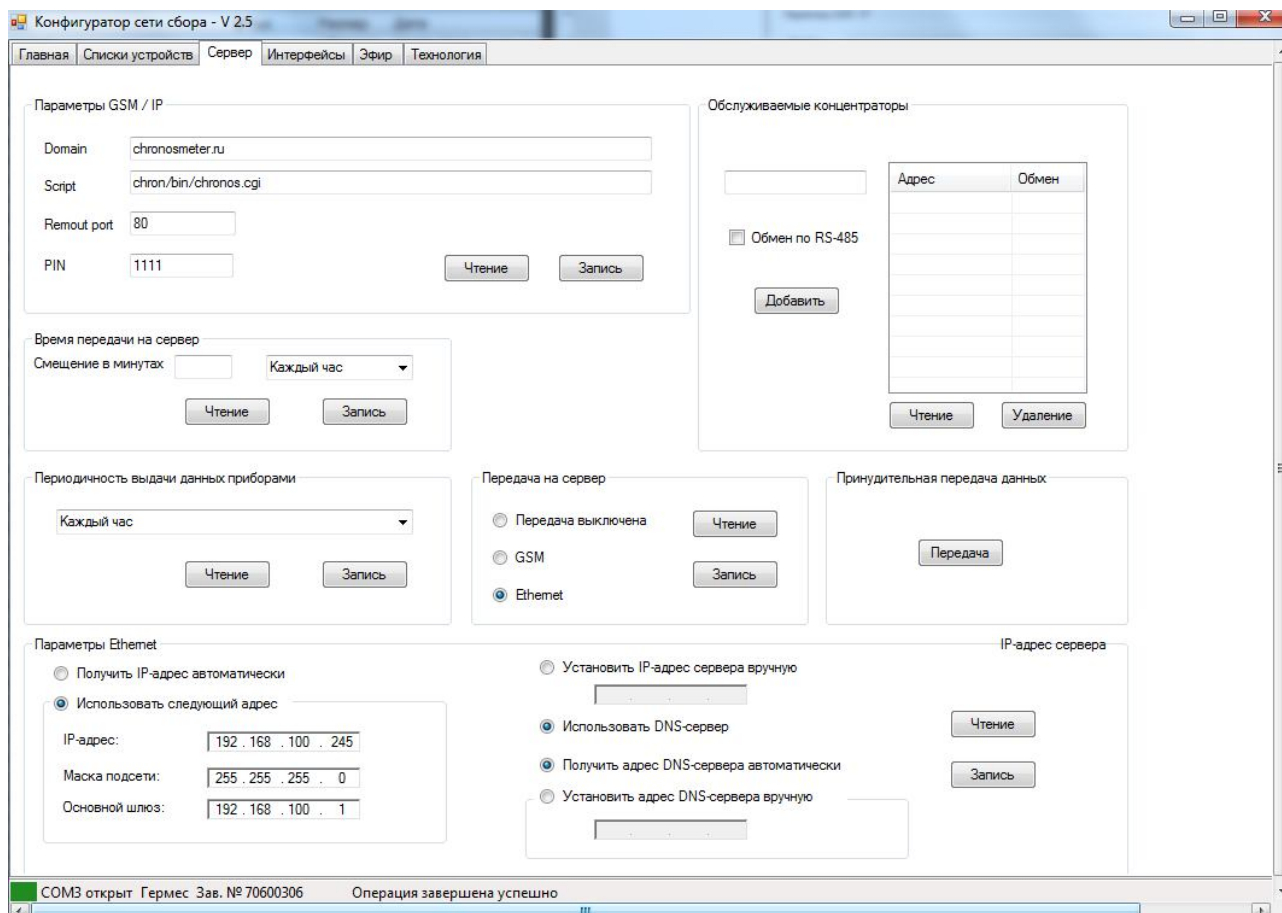 Конфигуратор сети сбора - V 2.5
Главная Списки устройств Сервер Интерфейсы Эфир Технология
Параметры GSM / IP
Domain chronosmeter.ru
Script chron/bin/chronos.cgi
Remout port 80
PIN 1111
Чтение Запись
Обслуживаемые концентраторы
Адрес Обмен
Обмен по RS-485
Добавить
Чтение Удаление
Время передачи на сервер
Смещение в минутах Каждый час
Чтение Запись
Периодичность выдачи данных приборами
Каждый час
Чтение Запись
Передача на сервер
Передача выключена Чтение
GSM
Запись
Ethernet
Принудительная передача данных
Передача
Параметры Ethernet
Получить IP-адрес автоматически
Использовать следующий адрес
IP-адрес: 192 . 168 . 100 . 245
Маска подсети: 255 . 255 . 255 . 0
Основной шлюз: 192 . 168 . 100 . 1
IP-адрес сервера
Установить IP-адрес сервера вручную
Использовать DNS-сервер
Получить адрес DNS-сервера автоматически
Установить адрес DNS-сервера вручную
Чтение
Запись
COM3 открыт Гермес Зав. № 70600306 Операция завершена успешно